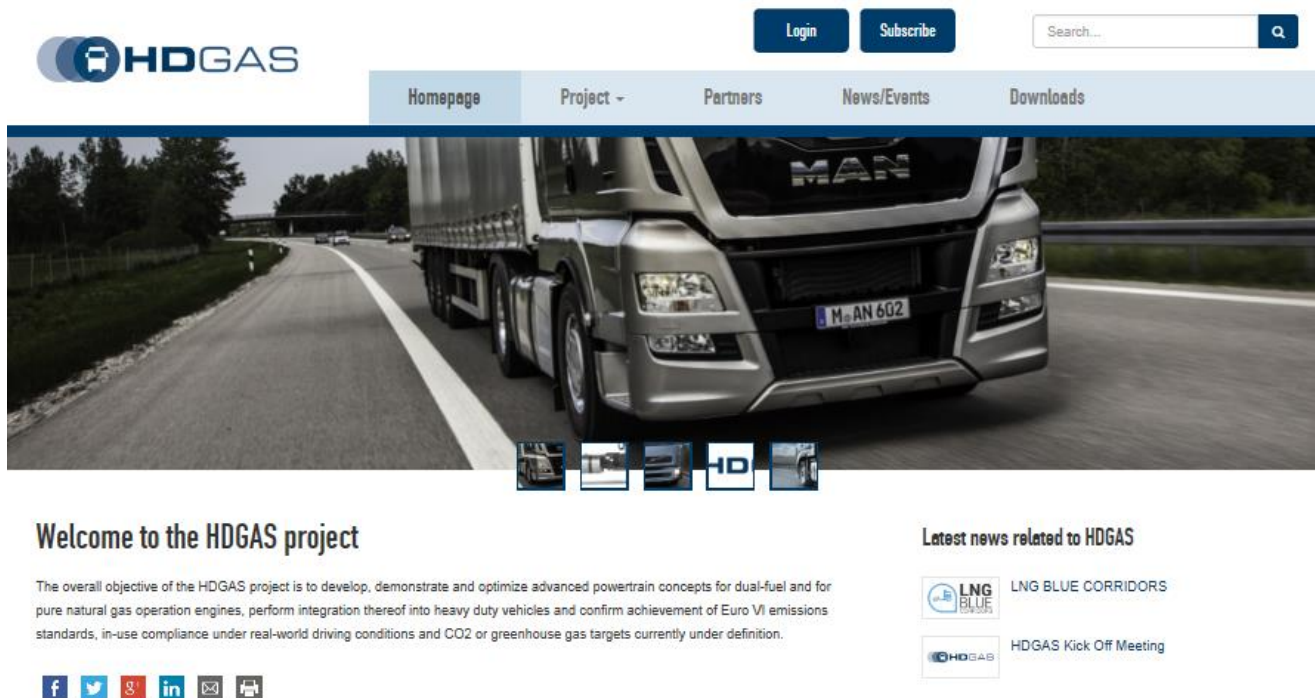 HDGAS
Login
Subscribe
Search...
Homepage
Project
Partners
News/Events
Downloads
MAN
M AN 602
HD
Welcome to the HDGAS project
The overall objective of the HDGAS project is to develop, demonstrate and optimize advanced powertrain concepts for dual-fuel and for
pure natural gas operation engines, perform integration thereof into heavy duty vehicles and confirm achievement of Euro VI emissions
standards, in-use compliance under real-world driving conditions and CO2 or greenhouse gas targets currently under definition.
Latest news related to HDGAS
LNG
BLUE
LNG BLUE CORRIDORS
HDGAS
HDGAS Kick Off Meeting
f
g+
in